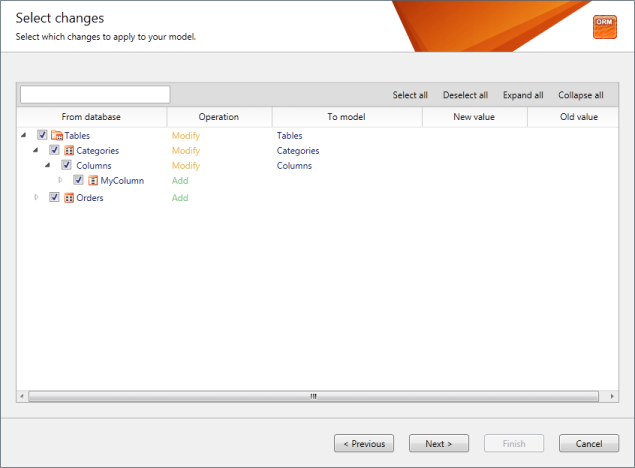 Select changes
Select which changes to apply to your model.
ORM
Select all Deselect all Expand all Collapse all
From database Operation To model New value Old value
Tables Modify Tables
Categories Modify Categories
Columns Modify Columns
MyColumn Add
Orders Add
< Previous Next > Finish Cancel